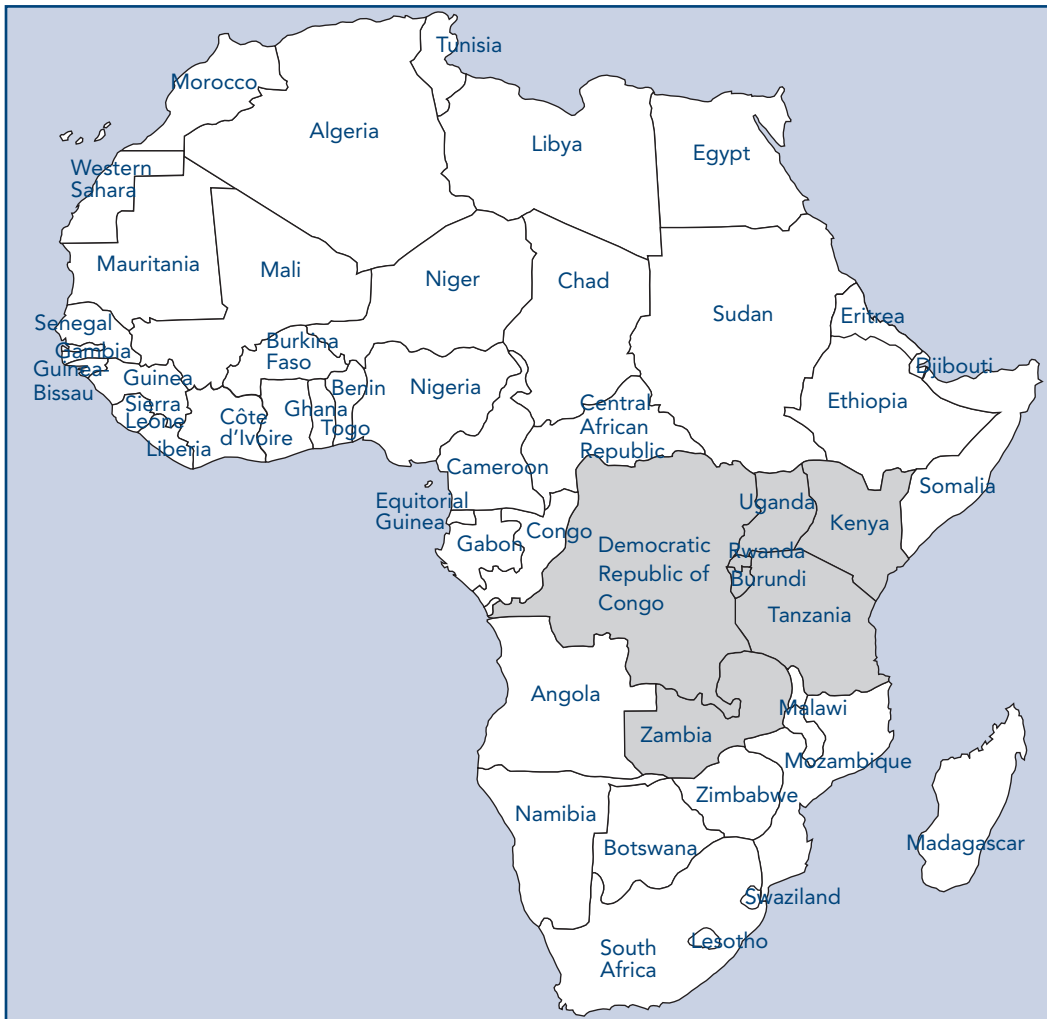 Tunisia
Morocco
Algeria
Libya
Egypt
Western
Sahara
Mauritania
Mali
Niger
Chad
Sudan
Eritrea
Senegal
Gambia
Guinea
Bissau
Guinea
Burkina
Faso
Benin
Nigeria
Djibouti
Ethiopia
Sierra
Leone
Liberia
Côte
d'Ivoire
Ghana
Togo
Central
African
Republic
Cameroon
Somalia
Equitorial
Guinea
Gabon
Congo
Uganda
Kenya
Rwanda
Burundi
Democratic
Republic of
Congo
Tanzania
Angola
Zambia
Malawi
Mozambique
Namibia
Zimbabwe
Botswana
Madagascar
Swaziland
Lesotho
South
Africa